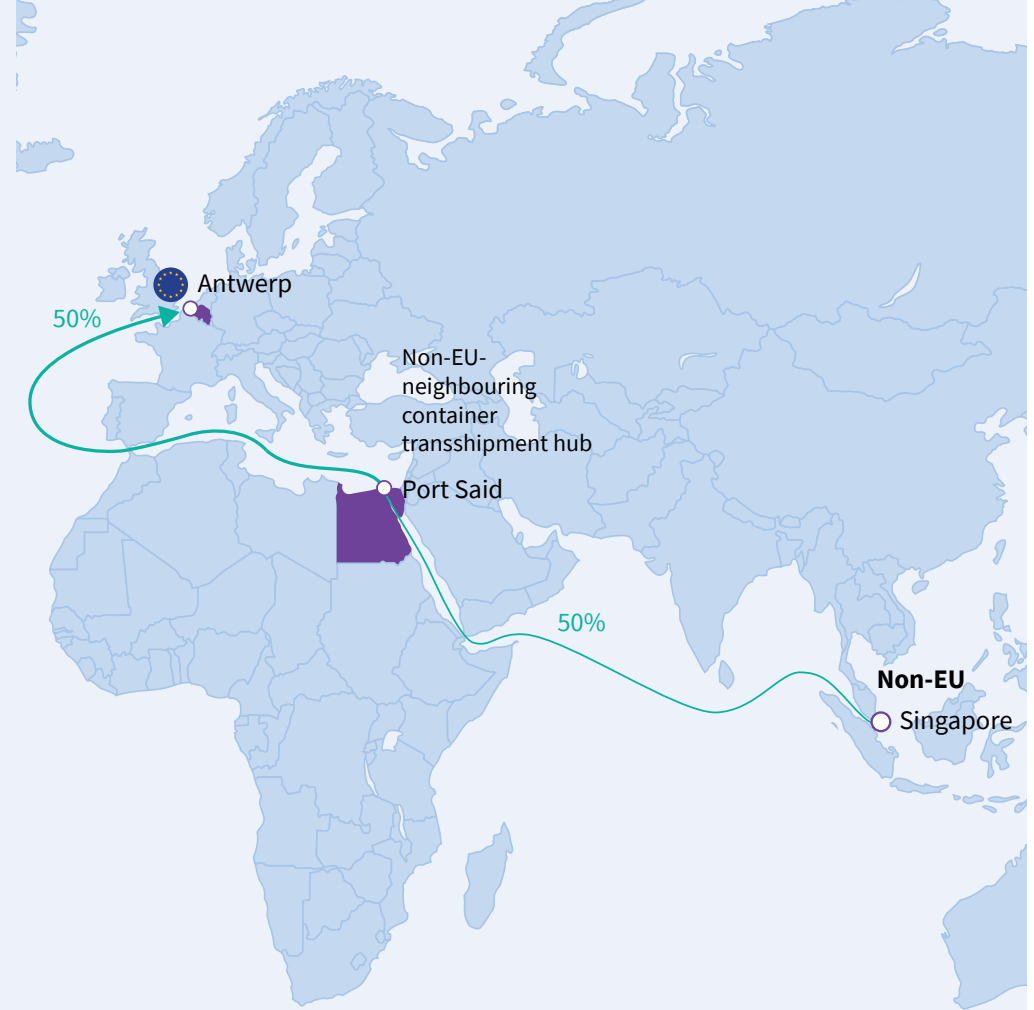 Antwerp
50%
Non-EU-
neighbouring
container
transshipment hub
Port Said
50%
Non-EU
Singapore